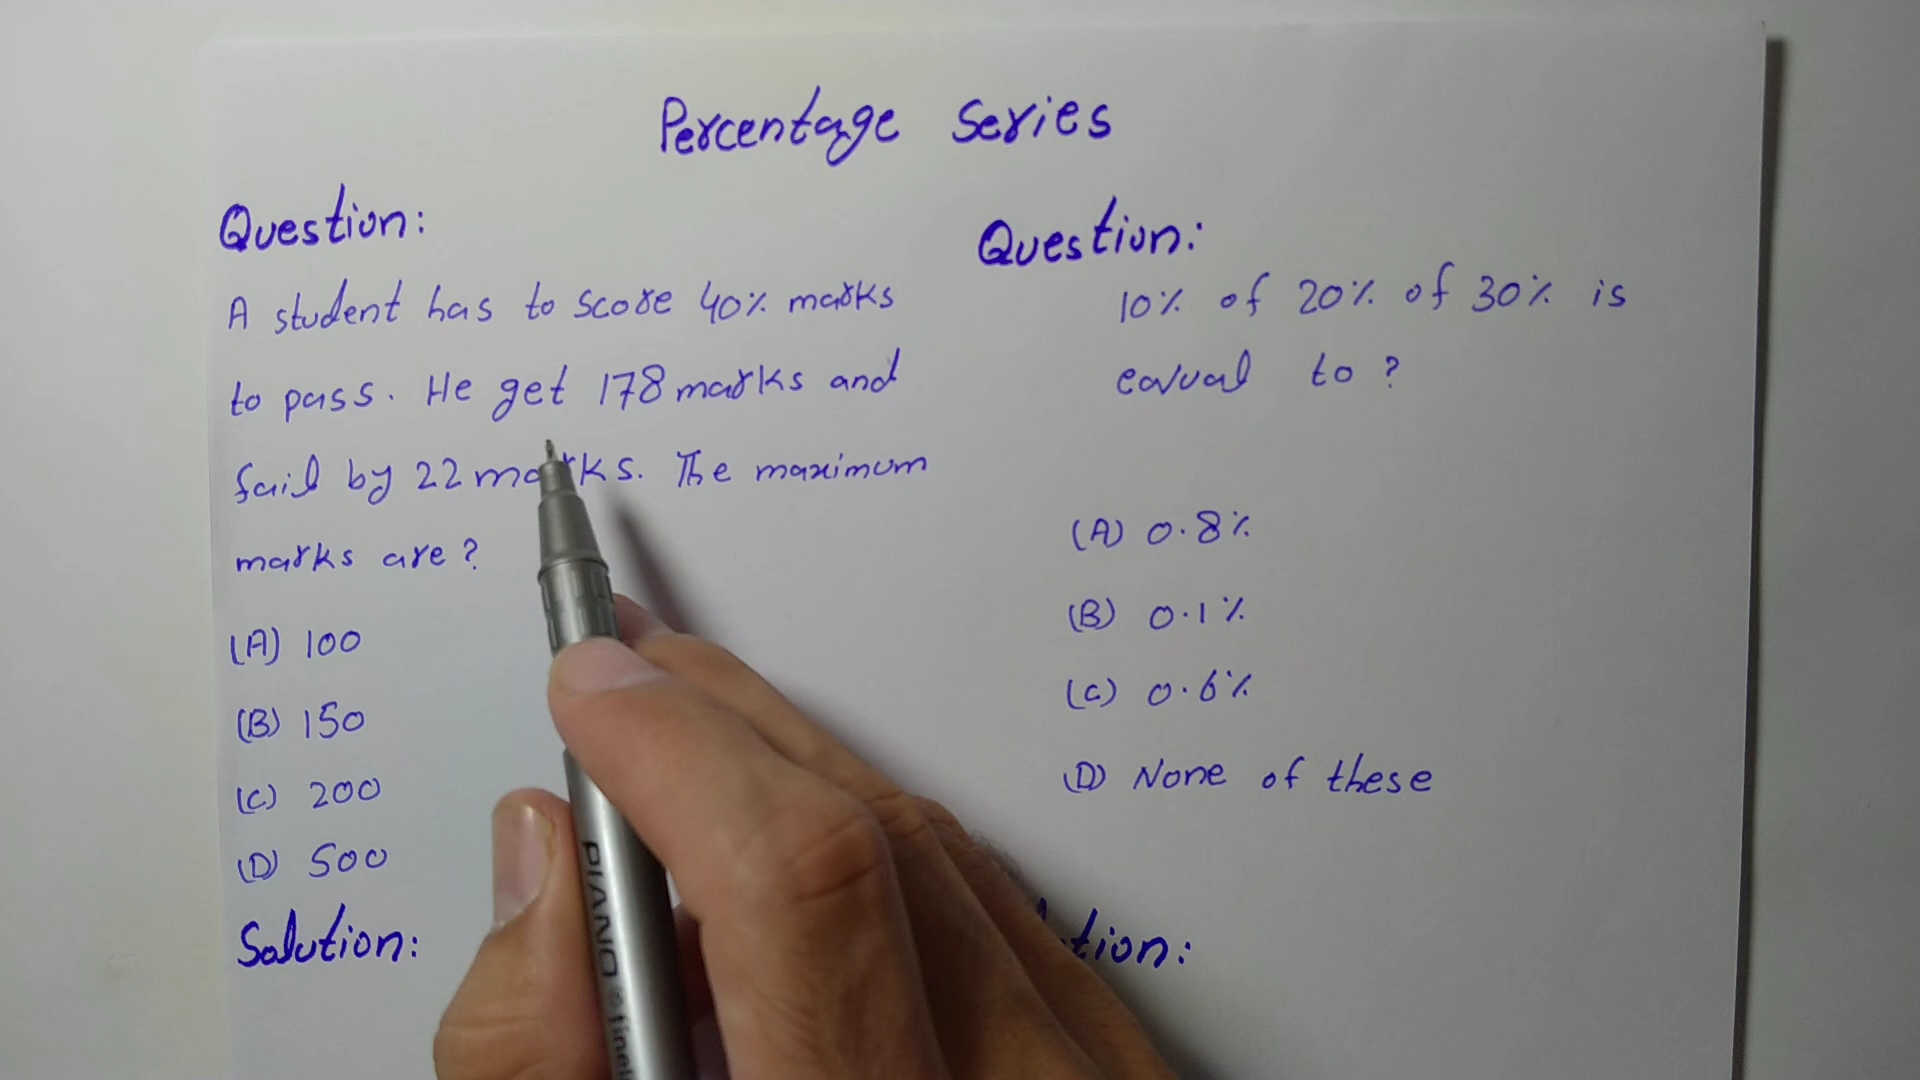 Percentage Series
Question:
A student has to score 40% marks
to pass. He get 178 marks and
fail by 22 marks. The maximum
marks are?
(A) 100
(B) 150
(C) 200
(D) 500
Solution:
Question:
10% of 20% of 30% is
equal to?
(A) 0.8%
(B) 0.1%
(C) 0.6%
(D) None of these
PIANO